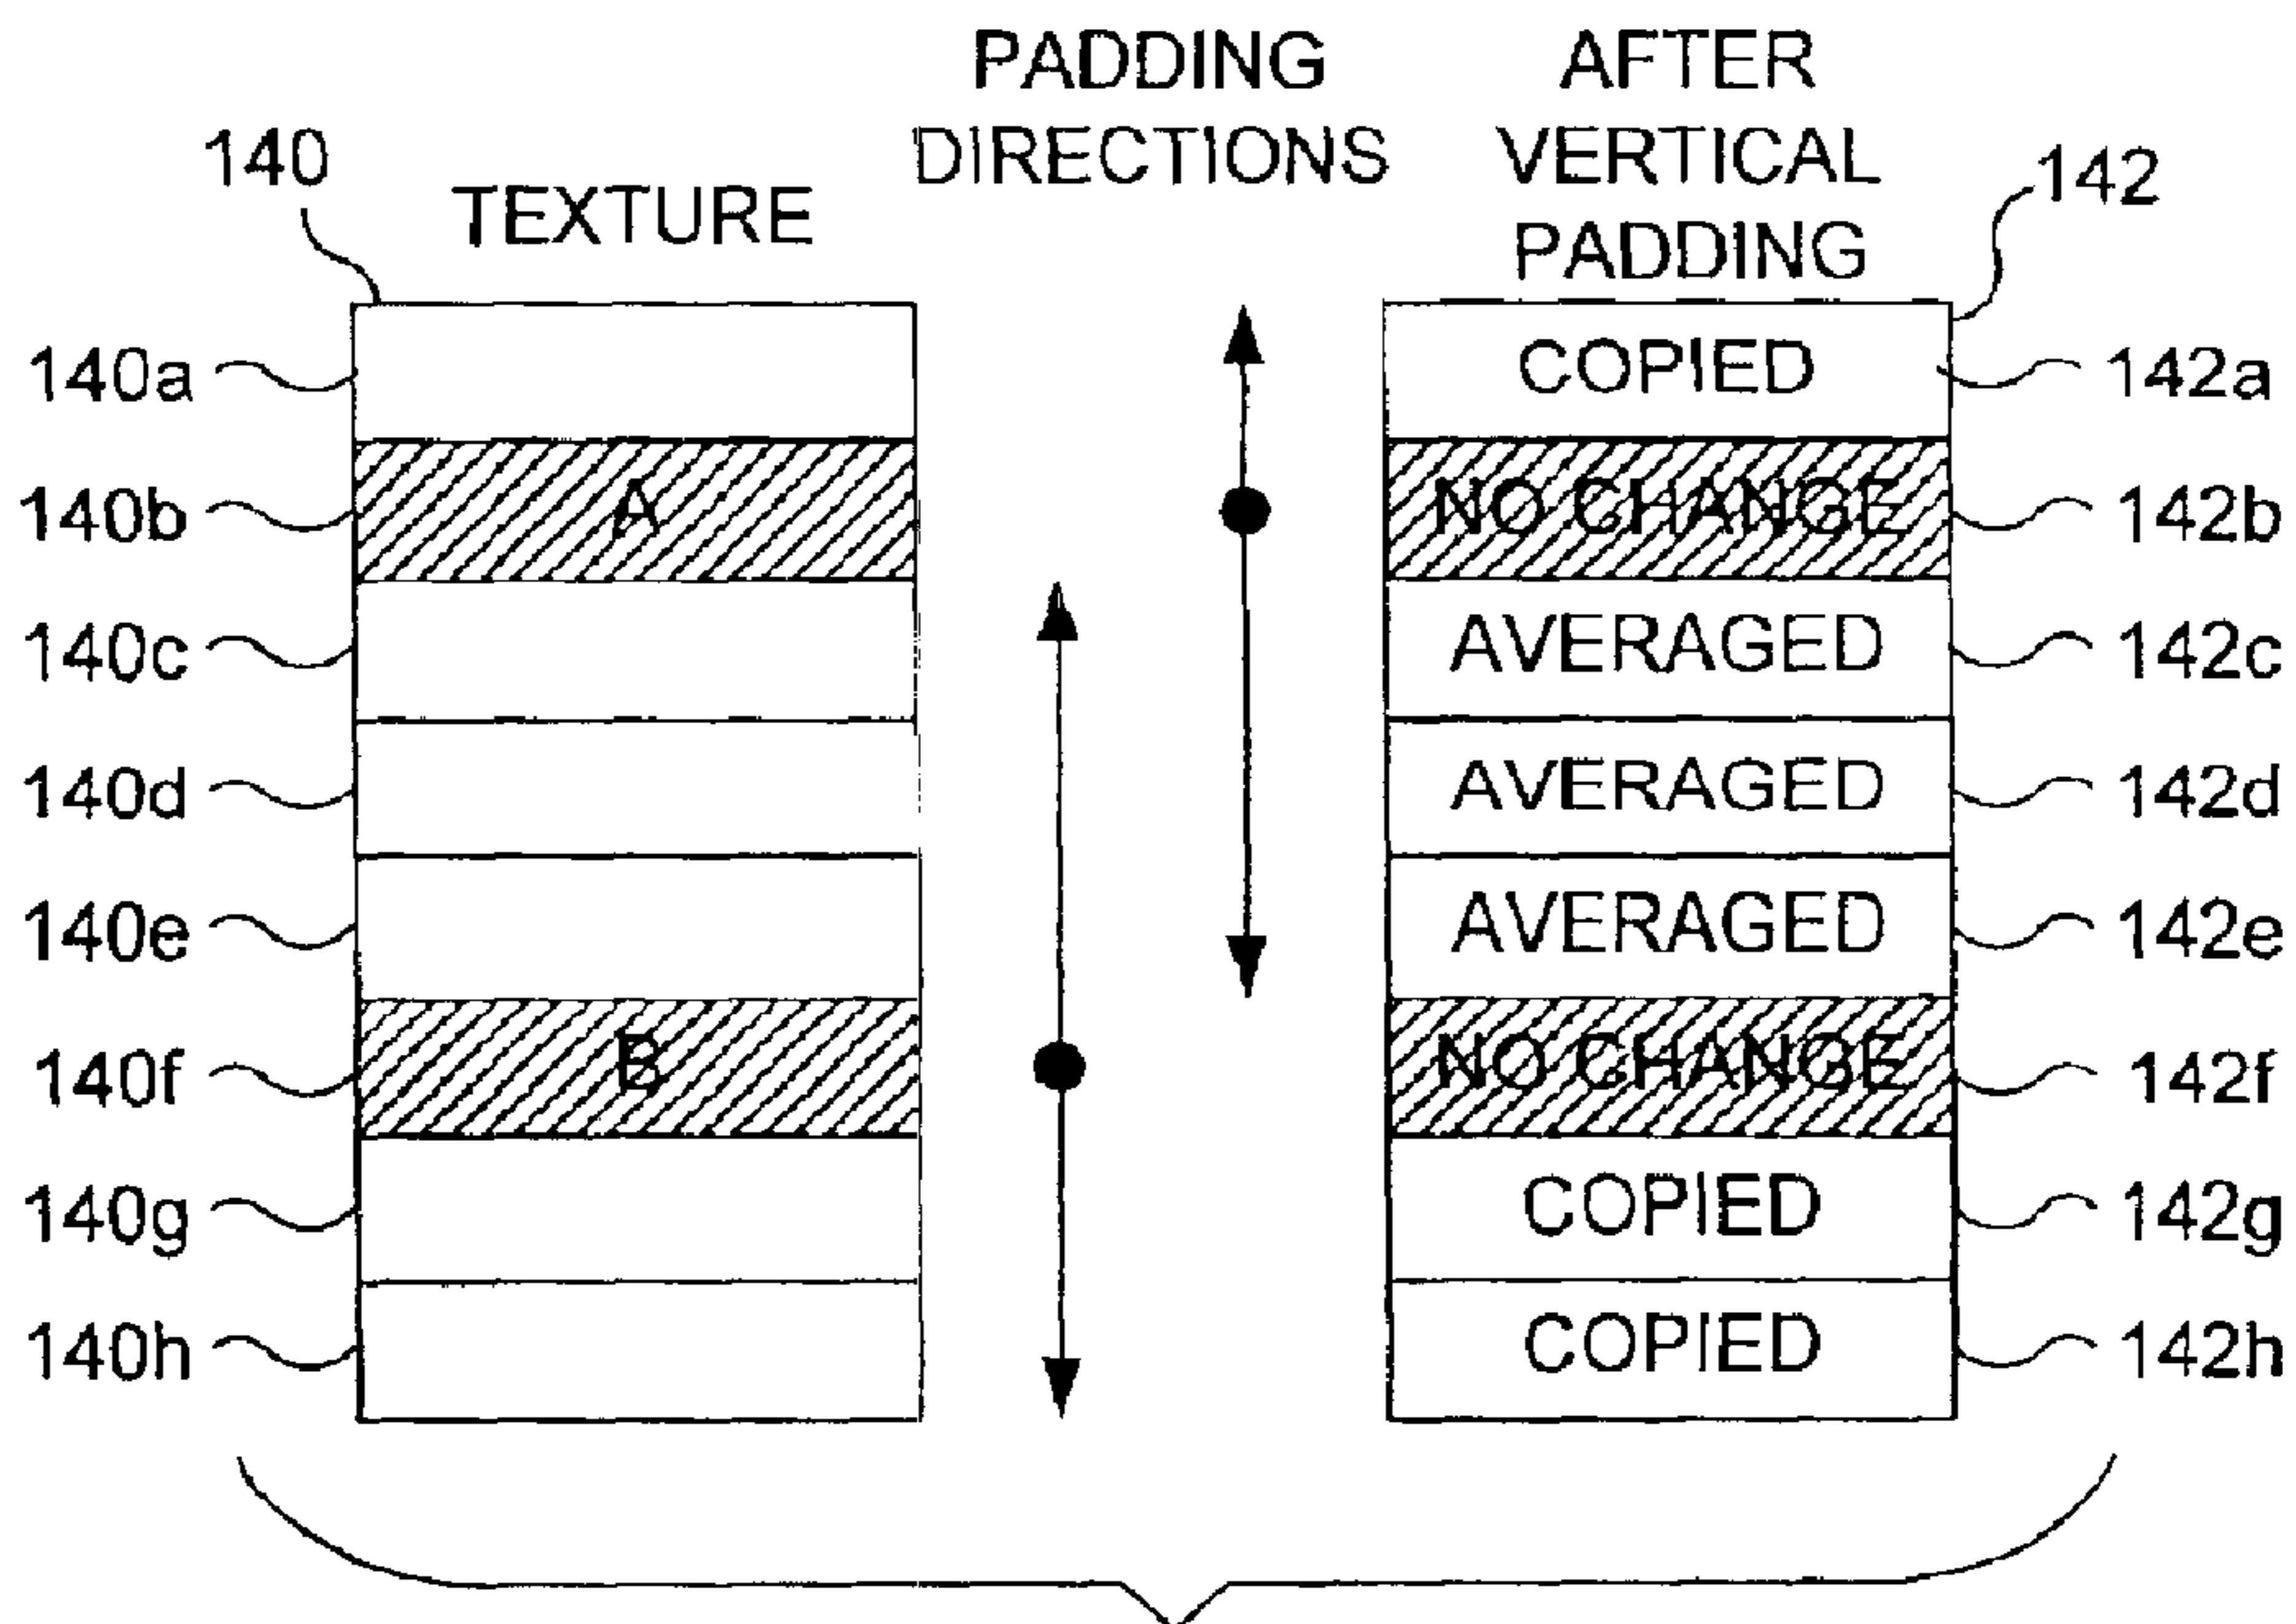 PADDING
DIRECTIONS
AFTER
VERTICAL
PADDING
140
TEXTURE
142
140a
COPIED
142a
140b
A
NO CHANGE
142b
140c
AVERAGED
142c
140d
AVERAGED
142d
140e
AVERAGED
142e
140f
B
NO CHANGE
142f
140g
COPIED
142g
140h
COPIED
142h